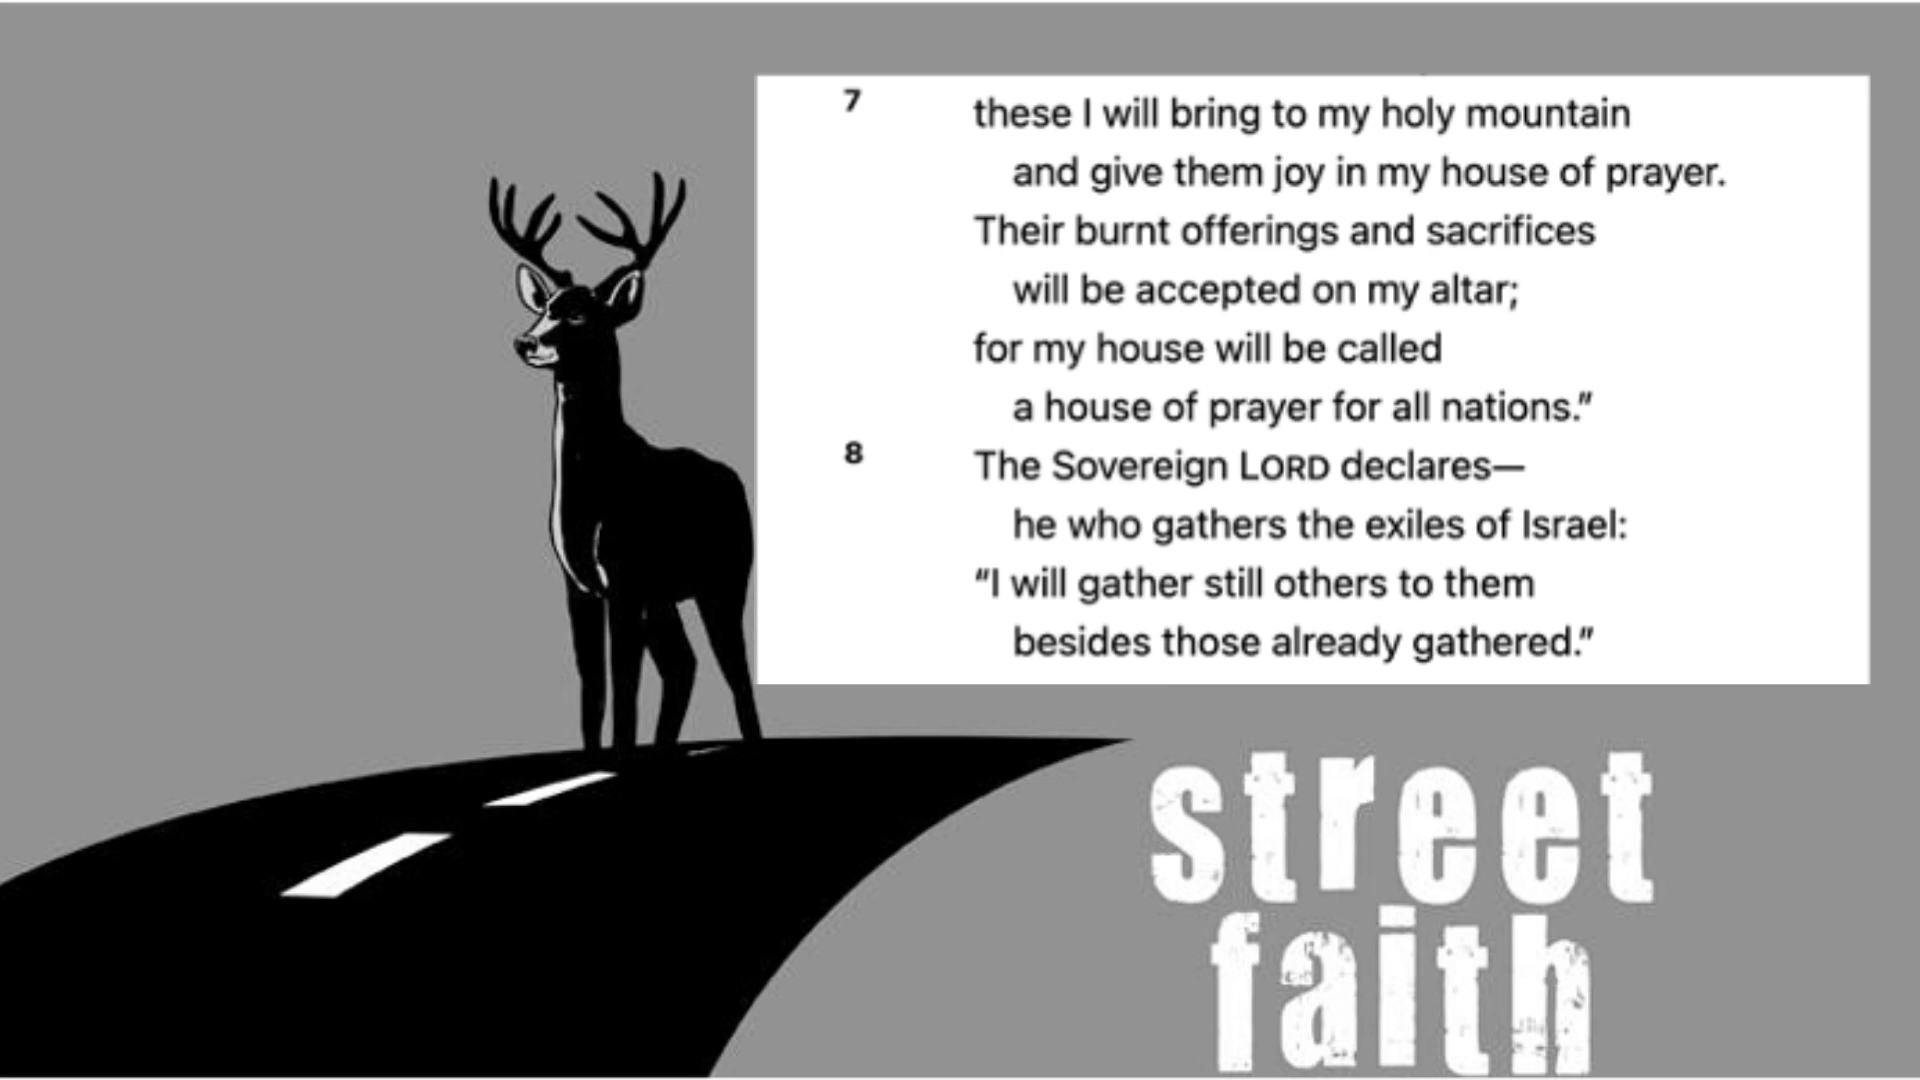 7 these I will bring to my holy mountain
and give them joy in my house of prayer.
Their burnt offerings and sacrifices
will be accepted on my altar;
for my house will be called
a house of prayer for all nations.”
8 The Sovereign LORD declares—
he who gathers the exiles of Israel:
“I will gather still others to them
besides those already gathered.”
street
faith